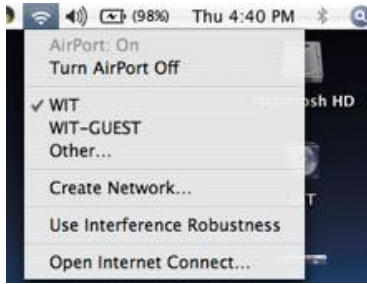 (98%) Thu 4:40 PM
AirPort: On
Turn AirPort Off
✓ WIT
WIT-GUEST
Other...
Create Network...
Use Interference Robustness
Open Internet Connect...
osh HD
T